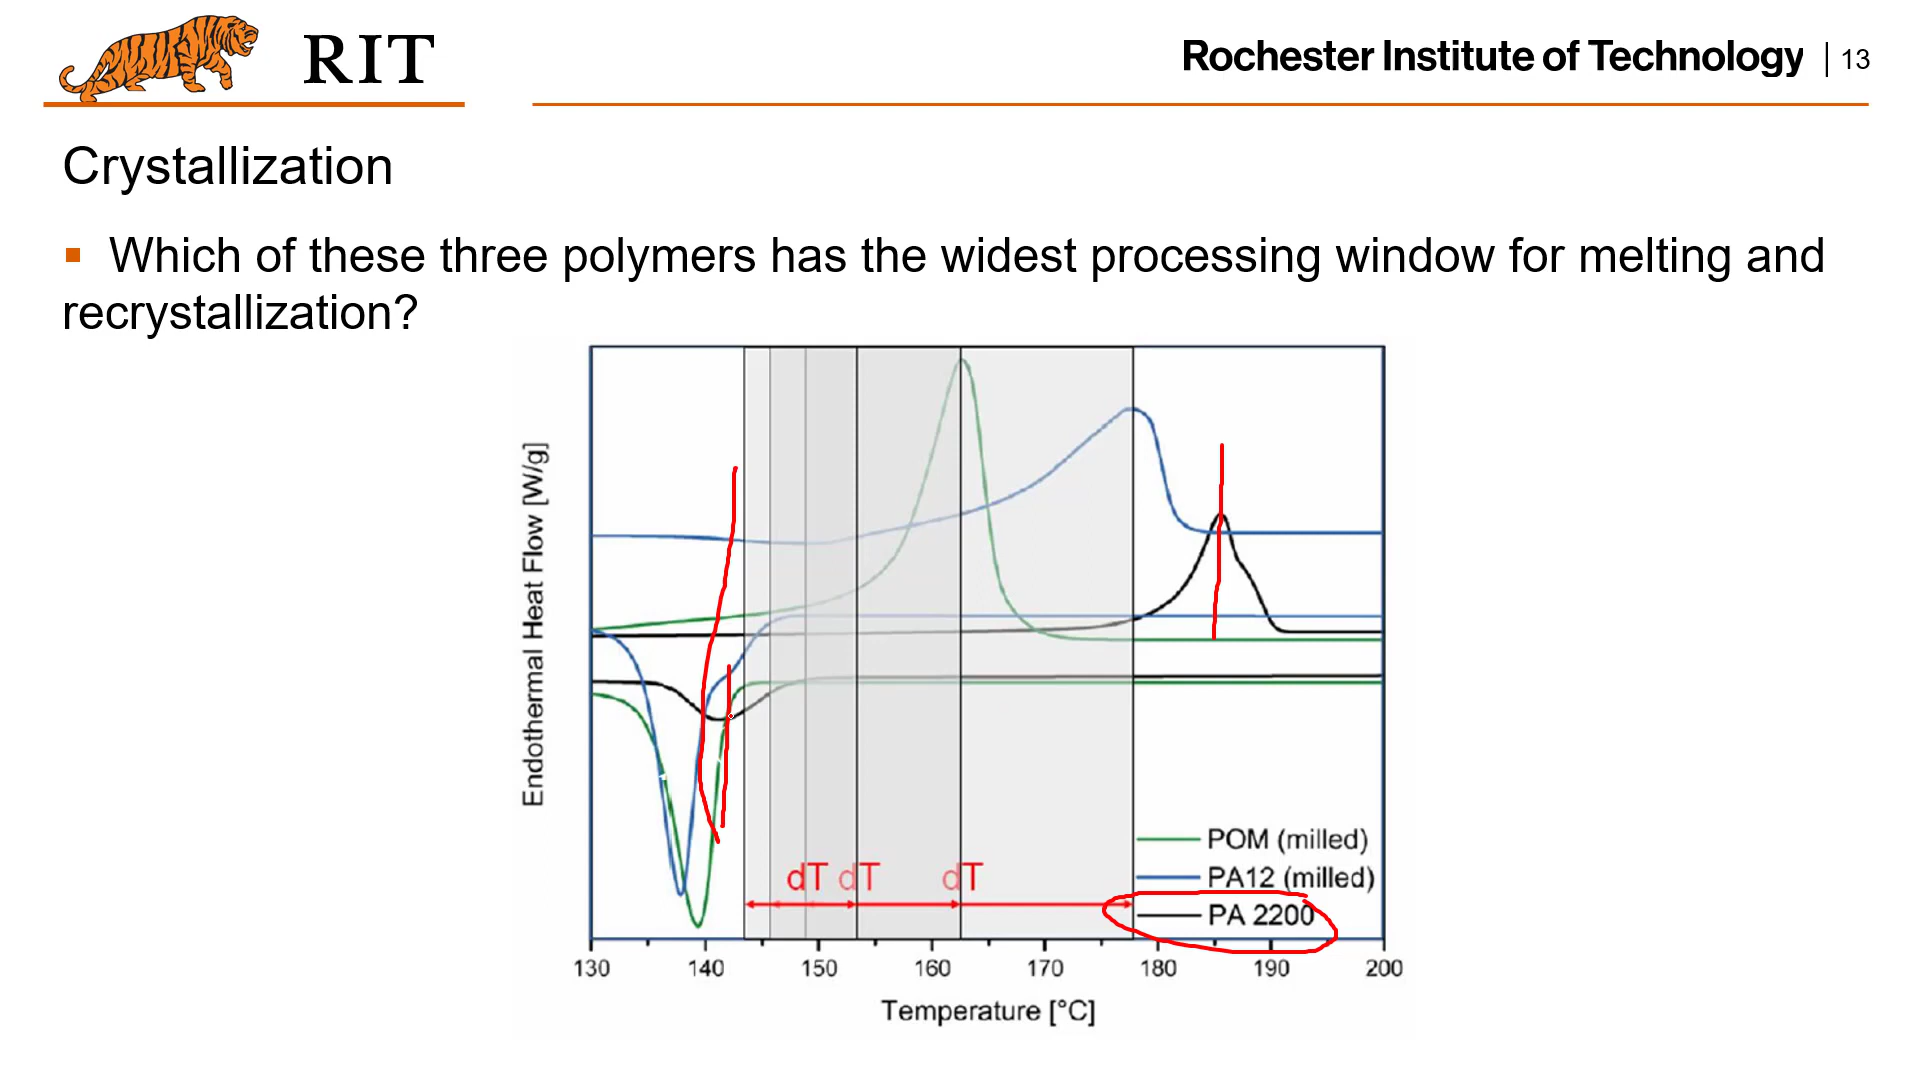 RIT
Rochester Institute of Technology | 13
Crystallization
Which of these three polymers has the widest processing window for melting and
recrystallization?
Endothermal Heat Flow [W/g]
dT dT dT
POM (milled)
PA12 (milled)
PA 2200
130 140 150 160 170 180 190 200
Temperature [°C]